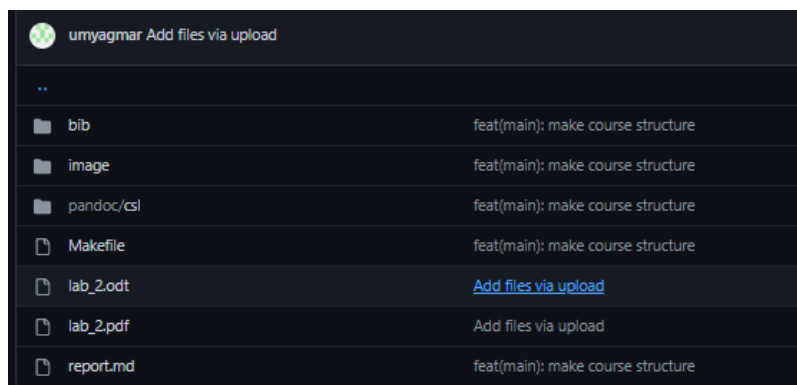 umyagmar Add files via upload
..
bib feat(main): make course structure
image feat(main): make course structure
pandoc/csl feat(main): make course structure
Makefile feat(main): make course structure
lab_2.odt Add files via upload
lab_2.pdf Add files via upload
report.md feat(main): make course structure